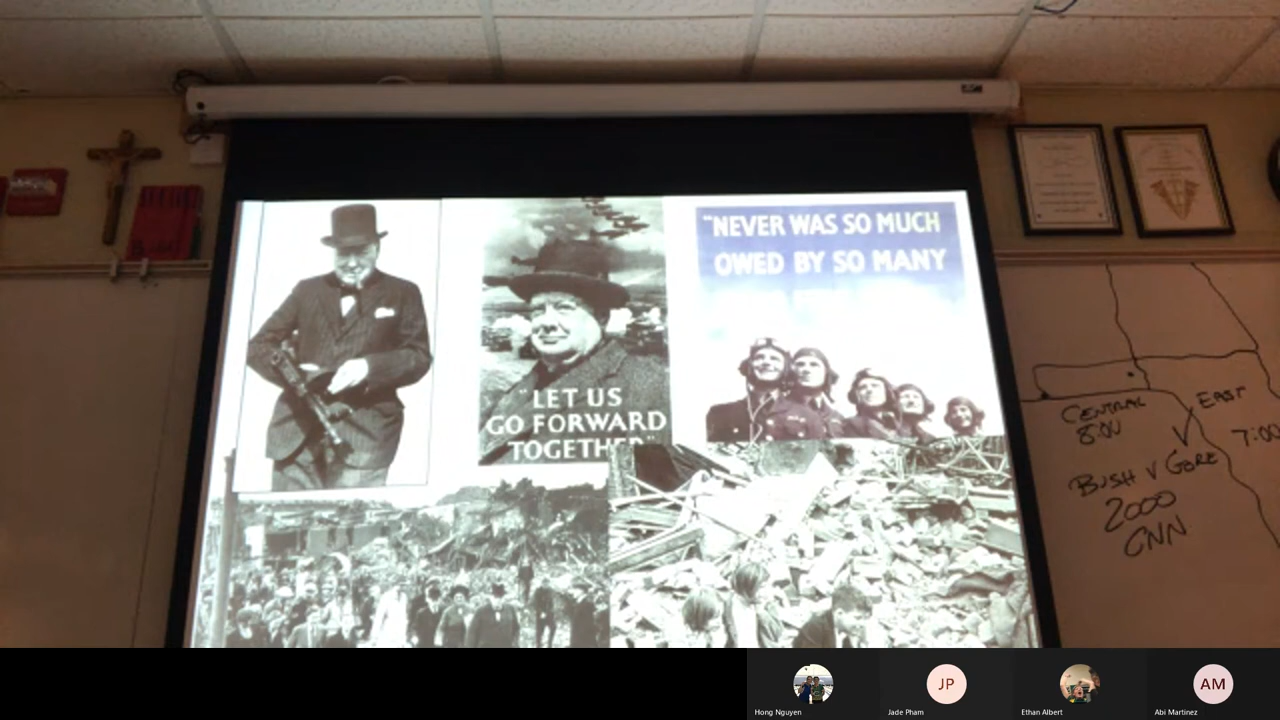 "NEVER WAS SO MUCH
OWED BY SO MANY
"LET US
GO FORWARD
TOGETHER"
CENTRAL
8:00
EAST
7:00
BUSH V GORE
2000
CNN
JP
AM
Hong Nguyen
Jade Pham
Ethan Albert
Abi Martinez